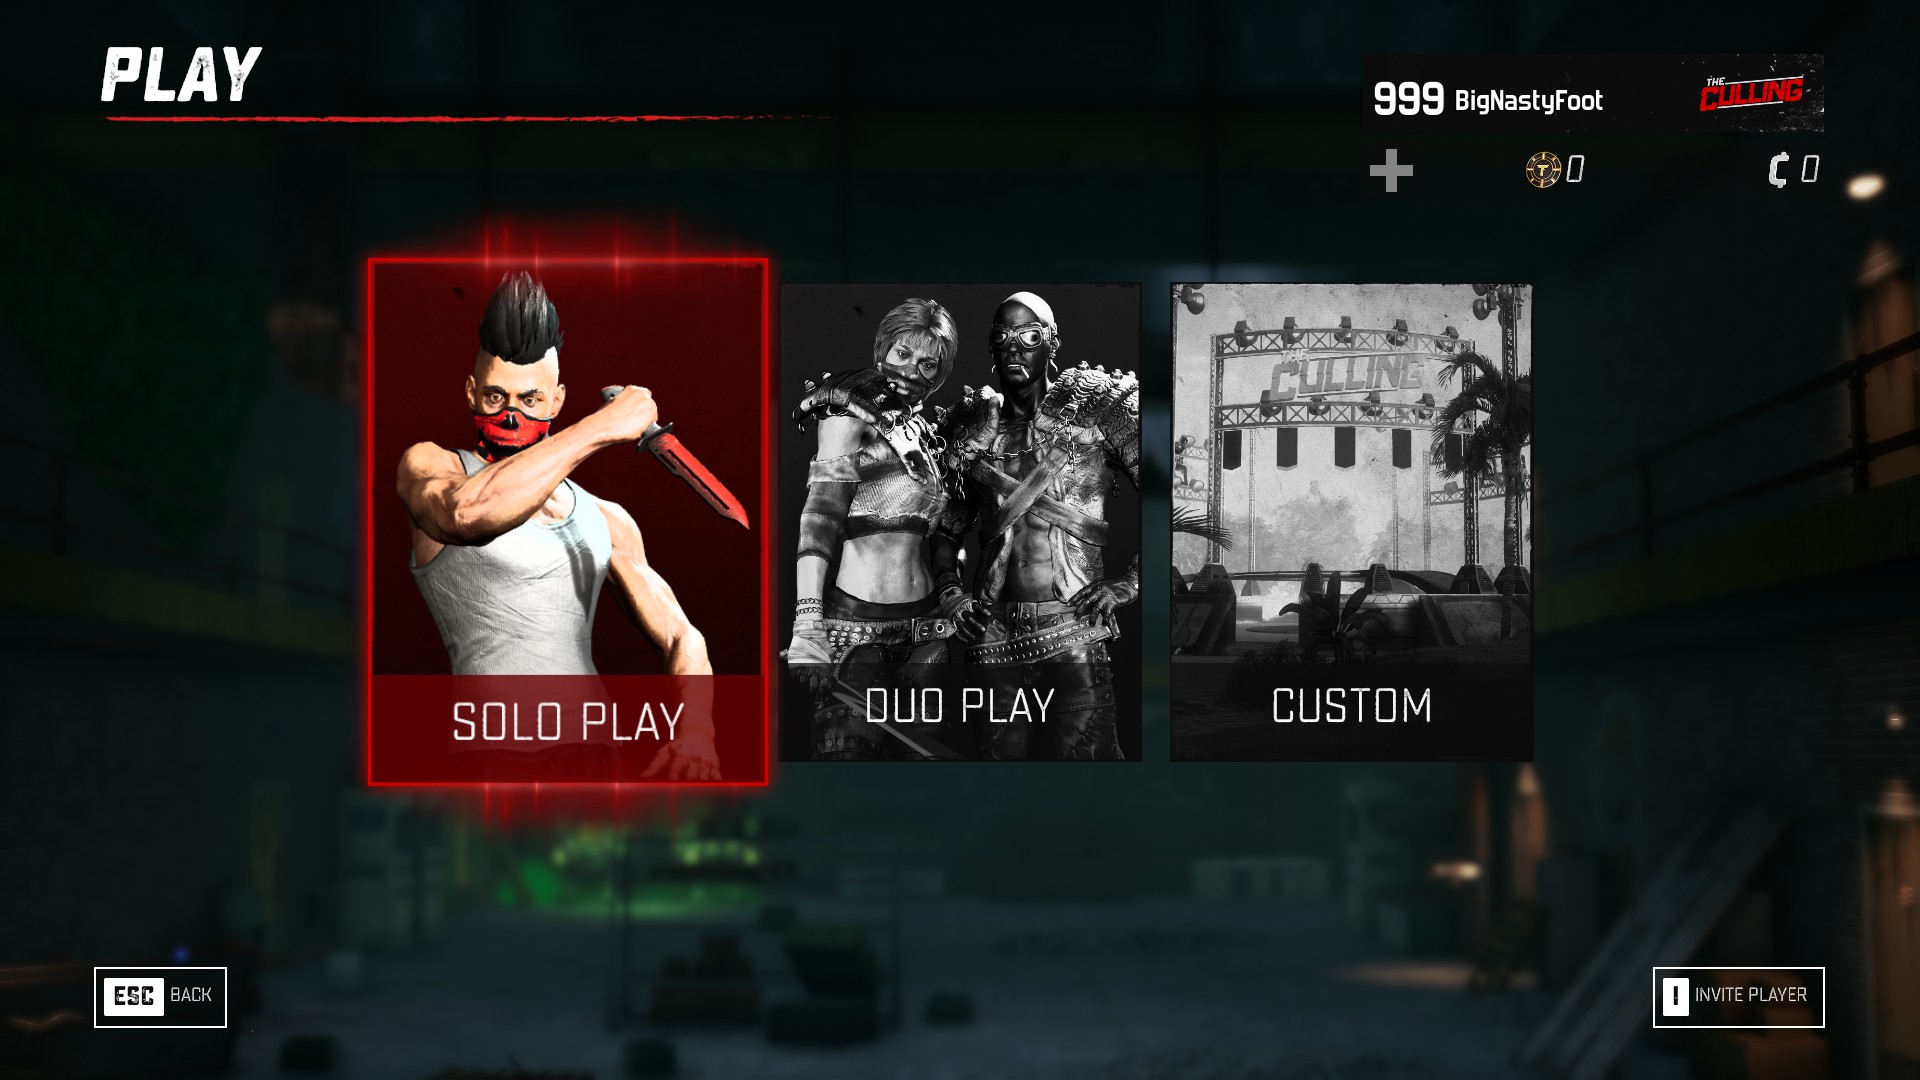 PLAY
999 BigNastyFoot
THE
CULLING
0
0
THE
CULLING
SOLO PLAY
DUO PLAY
CUSTOM
ESC BACK
I INVITE PLAYER